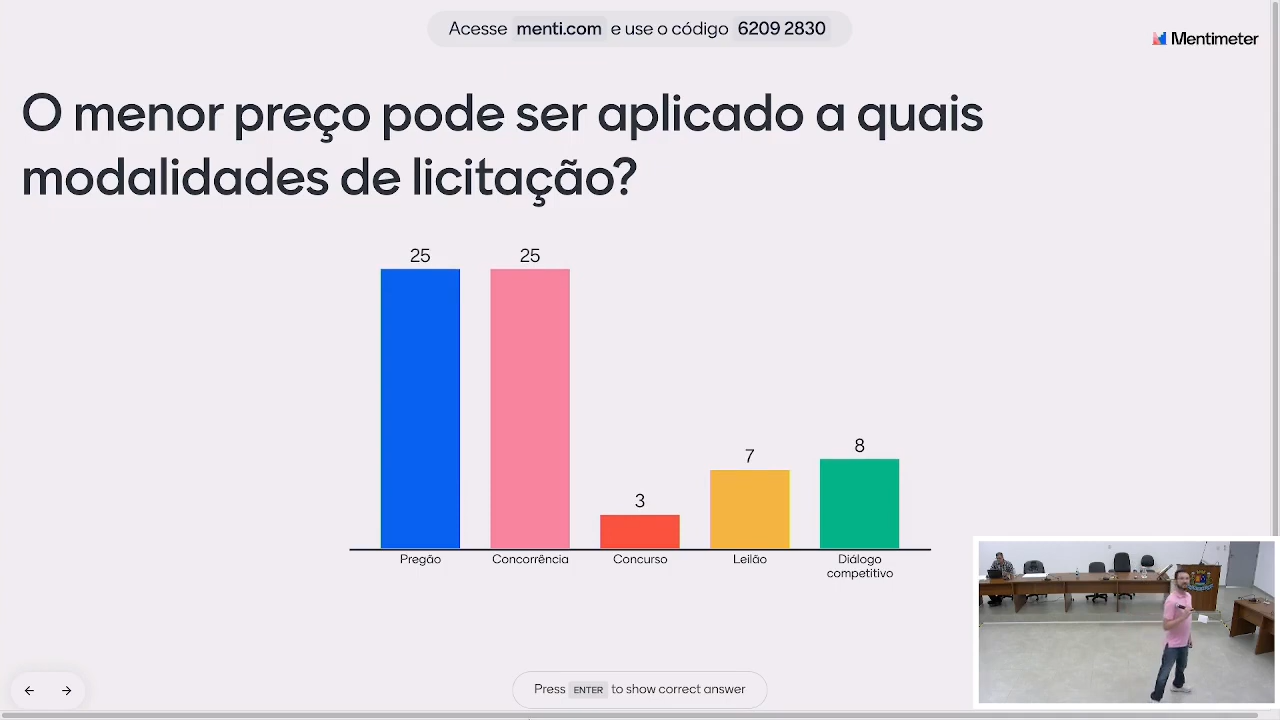 Acesse menti.com e use o código 6209 2830
Mentimeter
O menor preço pode ser aplicado a quais
modalidades de licitação?
25
25
3
7
8
Pregão
Concorrência
Concurso
Leilão
Diálogo
competitivo
Press ENTER to show correct answer